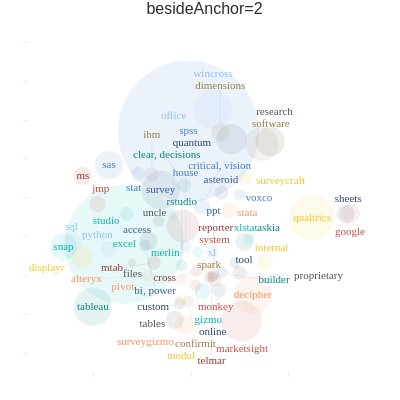 besideAnchor=2
wincross
dimensions
office
research
software
ibm
spss
quantum
clear, decisions
sas
critical, vision
house
ms
asteroid
surveycraft
jmp
stat
survey
voxco
sheets
rstudio
studio
uncle
ppt
stata
qualtrics
sql
access
reporter
xlstat
askia
google
python
system
snap
excel
merlin
xl
internal
displayr
mtab
files
spark
tool
alteryx
pivot
cross
builder
proprietary
bi, power
decipher
tableau
custom
monkey
tables
gizmo
online
surveygizmo
confirmit
marketsight
modul
telmar